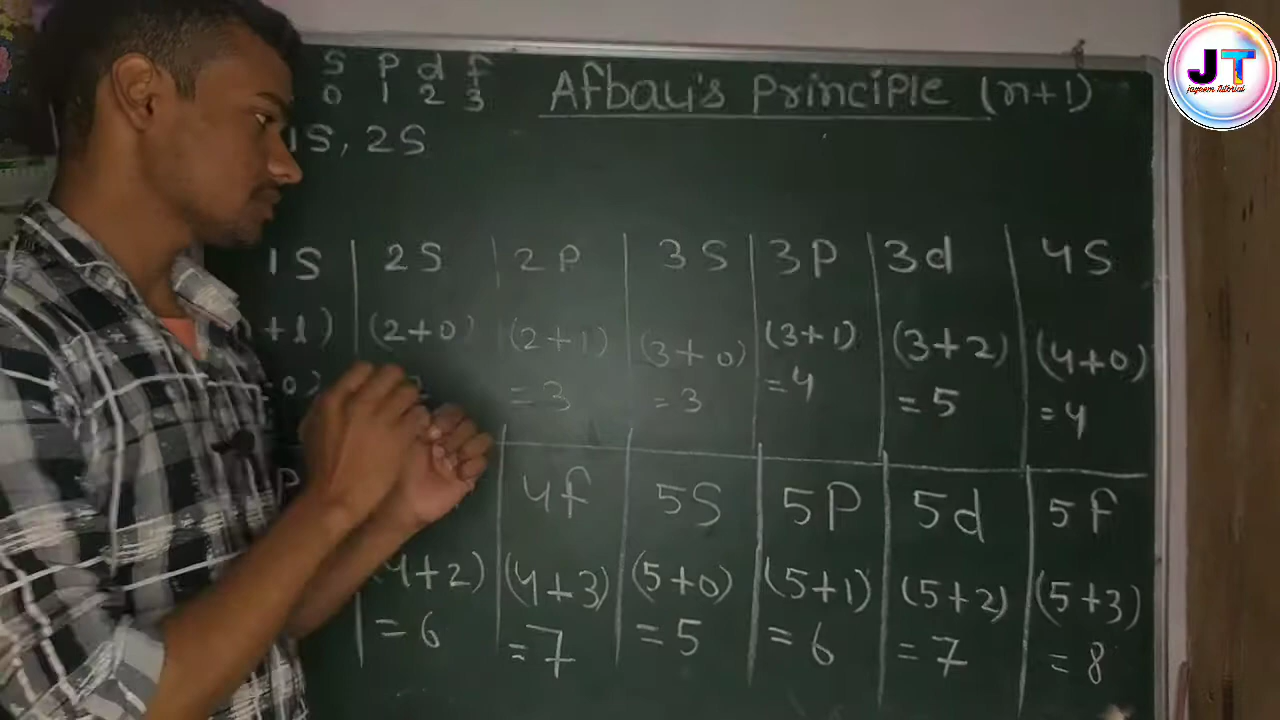 S P d f
0 1 2 3
Afbau's Principle (n+1)
1S, 2S
1S 2S 2P 3S 3P 3d 4S
+l) (2+0) (2+1) (3+0) (3+1) (3+2) (4+0)
=3 =3 =4 =5 =4
P 4f 5S 5P 5d 5f
(4+2) (4+3) (5+0) (5+1) (5+2) (5+3)
=6 =7 =5 =6 =7 =8
JT
jayeem tutorial